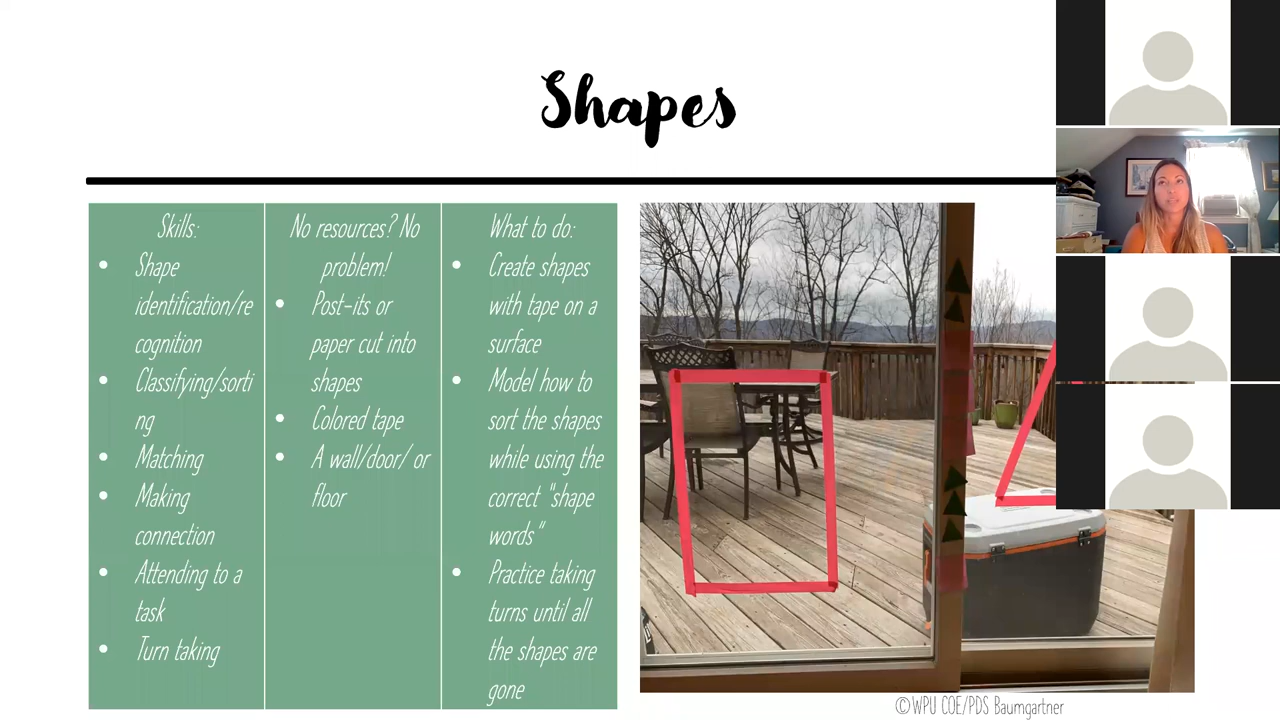 Shapes
Skills:
• Shape
identification/re
cognition
• Classifying/sorti
ng
• Matching
• Making
connection
• Attending to a
task
• Turn taking
No resources? No
problem!
• Post-its or
paper cut into
shapes
• Colored tape
• A wall/door/ or
floor
What to do:
• Create shapes
with tape on a
surface
• Model how to
sort the shapes
while using the
correct "shape
words"
• Practice taking
turns until all
the shapes are
gone
©WPU COE/PDS Baumgartner